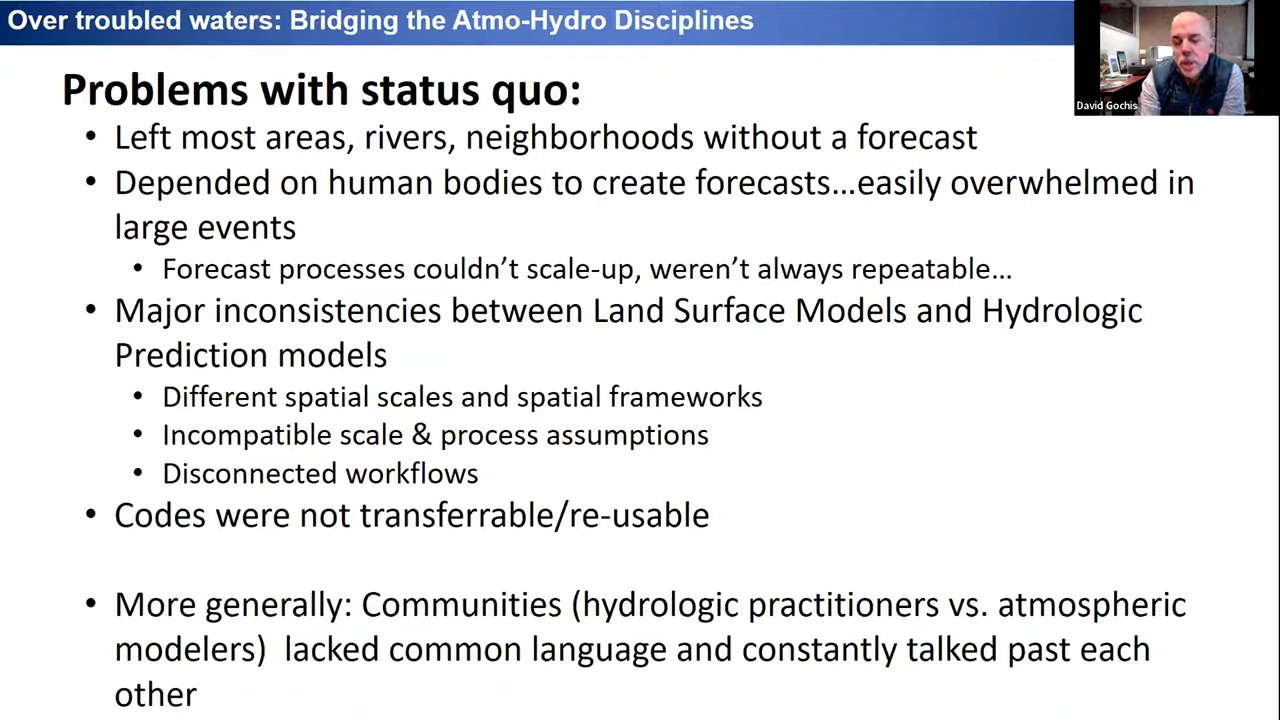 Over troubled waters: Bridging the Atmo-Hydro Disciplines
David Gochis
Problems with status quo:
• Left most areas, rivers, neighborhoods without a forecast
• Depended on human bodies to create forecasts...easily overwhelmed in
large events
• Forecast processes couldn’t scale-up, weren’t always repeatable…
• Major inconsistencies between Land Surface Models and Hydrologic
Prediction models
• Different spatial scales and spatial frameworks
• Incompatible scale & process assumptions
• Disconnected workflows
• Codes were not transferrable/re-usable
• More generally: Communities (hydrologic practitioners vs. atmospheric
modelers)  lacked common language and constantly talked past each
other